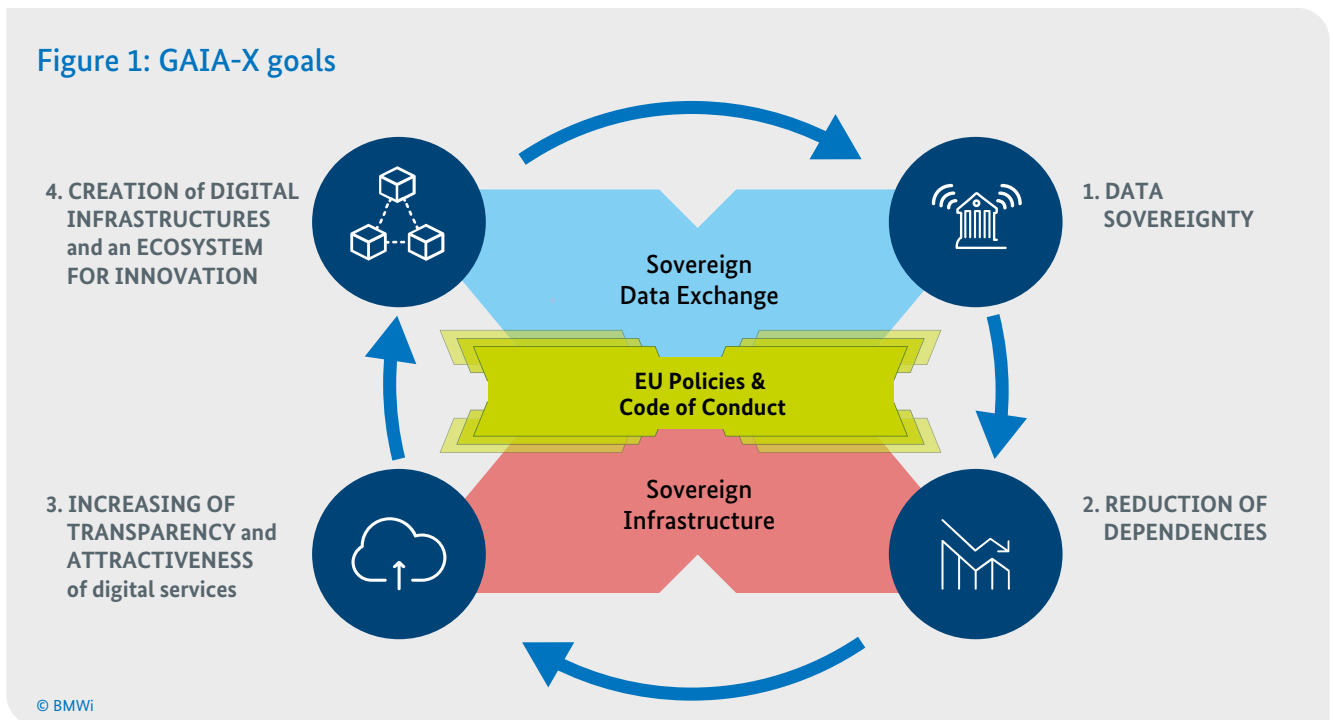 Figure 1: GAIA-X goals
4. CREATION of DIGITAL
INFRASTRUCTURES
and an ECOSYSTEM
FOR INNOVATION
1. DATA
SOVEREIGNTY
Sovereign
Data Exchange
EU Policies &
Code of Conduct
Sovereign
Infrastructure
3. INCREASING OF
TRANSPARENCY and
ATTRACTIVENESS
of digital services
2. REDUCTION OF
DEPENDENCIES
© BMWi